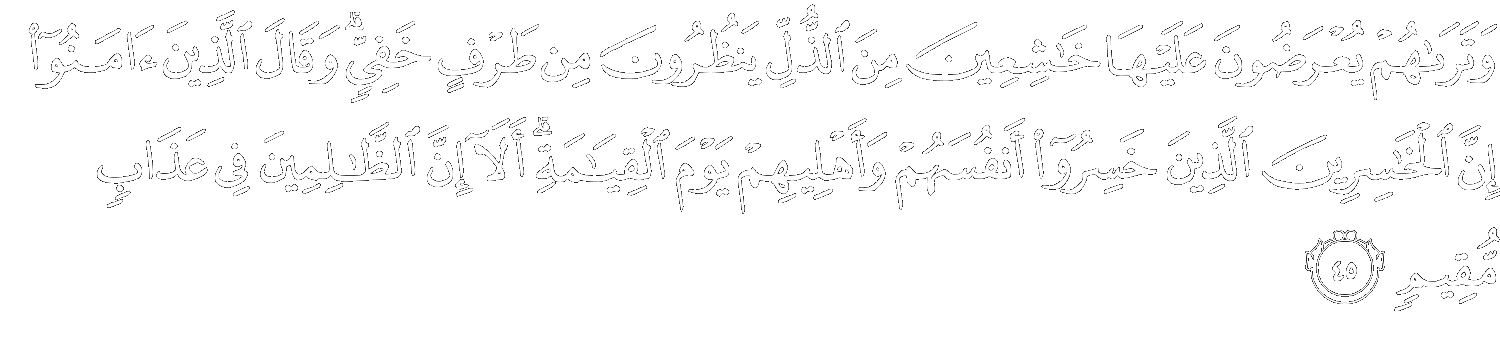 وَتَرَىٰهُمْ يُعْرَضُونَ عَلَيْهَا خَـٰشِعِينَ مِنَ ٱلذُّلِّ يَنظُرُونَ مِن طَرْفٍ خَفِىٍّ ۗ وَقَالَ ٱلَّذِينَ ءَامَنُوٓا۟
إِنَّ ٱلْخَـٰسِرِينَ ٱلَّذِينَ خَسِرُوٓا۟ أَنفُسَهُمْ وَأَهْلِيهِمْ يَوْمَ ٱلْقِيَـٰمَةِ ۗ أَلَآ إِنَّ ٱلظَّـٰلِمِينَ فِى عَذَابٍ
مُّقِيمٍ ٤٥